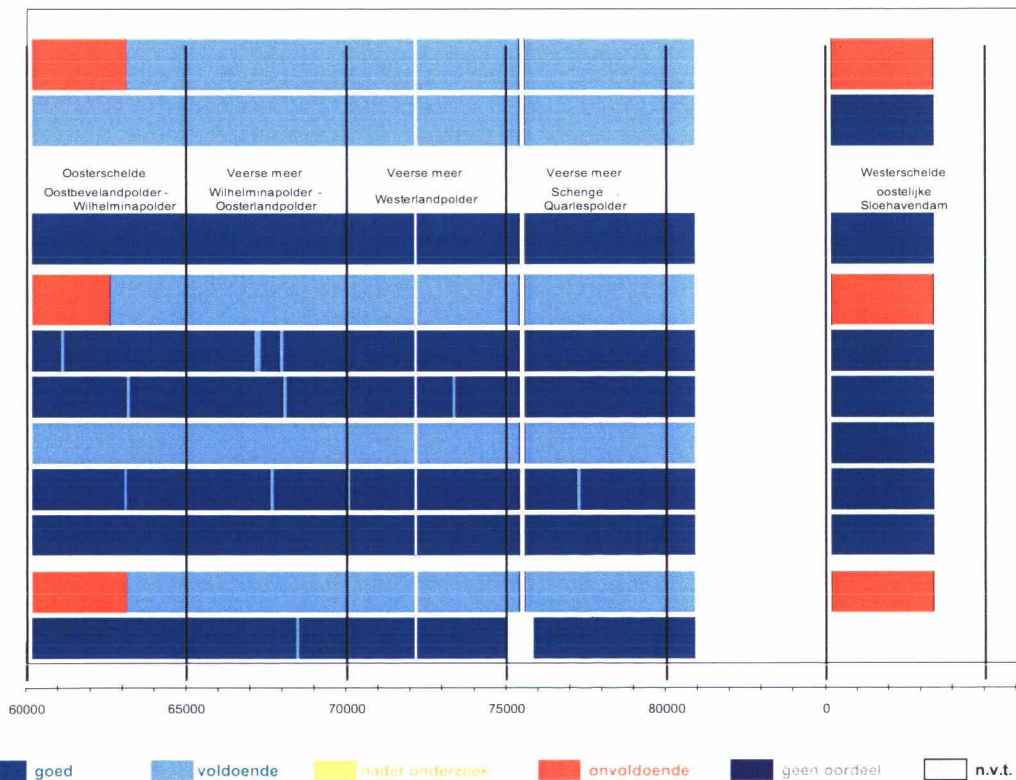 Oosterschelde
Oostbevelandpolder -
Wilhelminapolder
Veerse meer
Wilhelminapolder -
Oosterlandpolder
Veerse meer
Westerlandpolder
Veerse meer
Schenge -
Quarlespolder
Westerschelde
oostelijke
Sloehavendam
60000 65000 70000 75000 80000 0
goed voldoende nader onderzoek onvoldoende geen oordeel n.v.t.